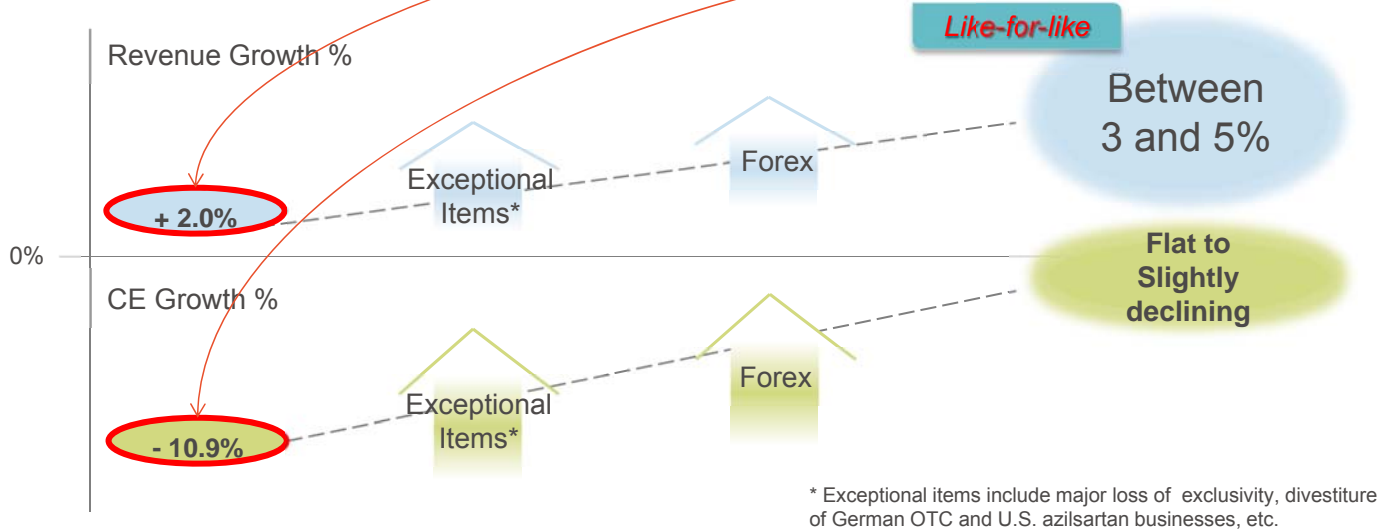 Like-for-like
Revenue Growth %
Between
3 and 5%
Forex
Exceptional
Items*
+ 2.0%
0%
Flat to
Slightly
declining
CE Growth %
Forex
Exceptional
Items*
- 10.9%
* Exceptional items include major loss of exclusivity, divestiture
of German OTC and U.S. azilsartan businesses, etc.